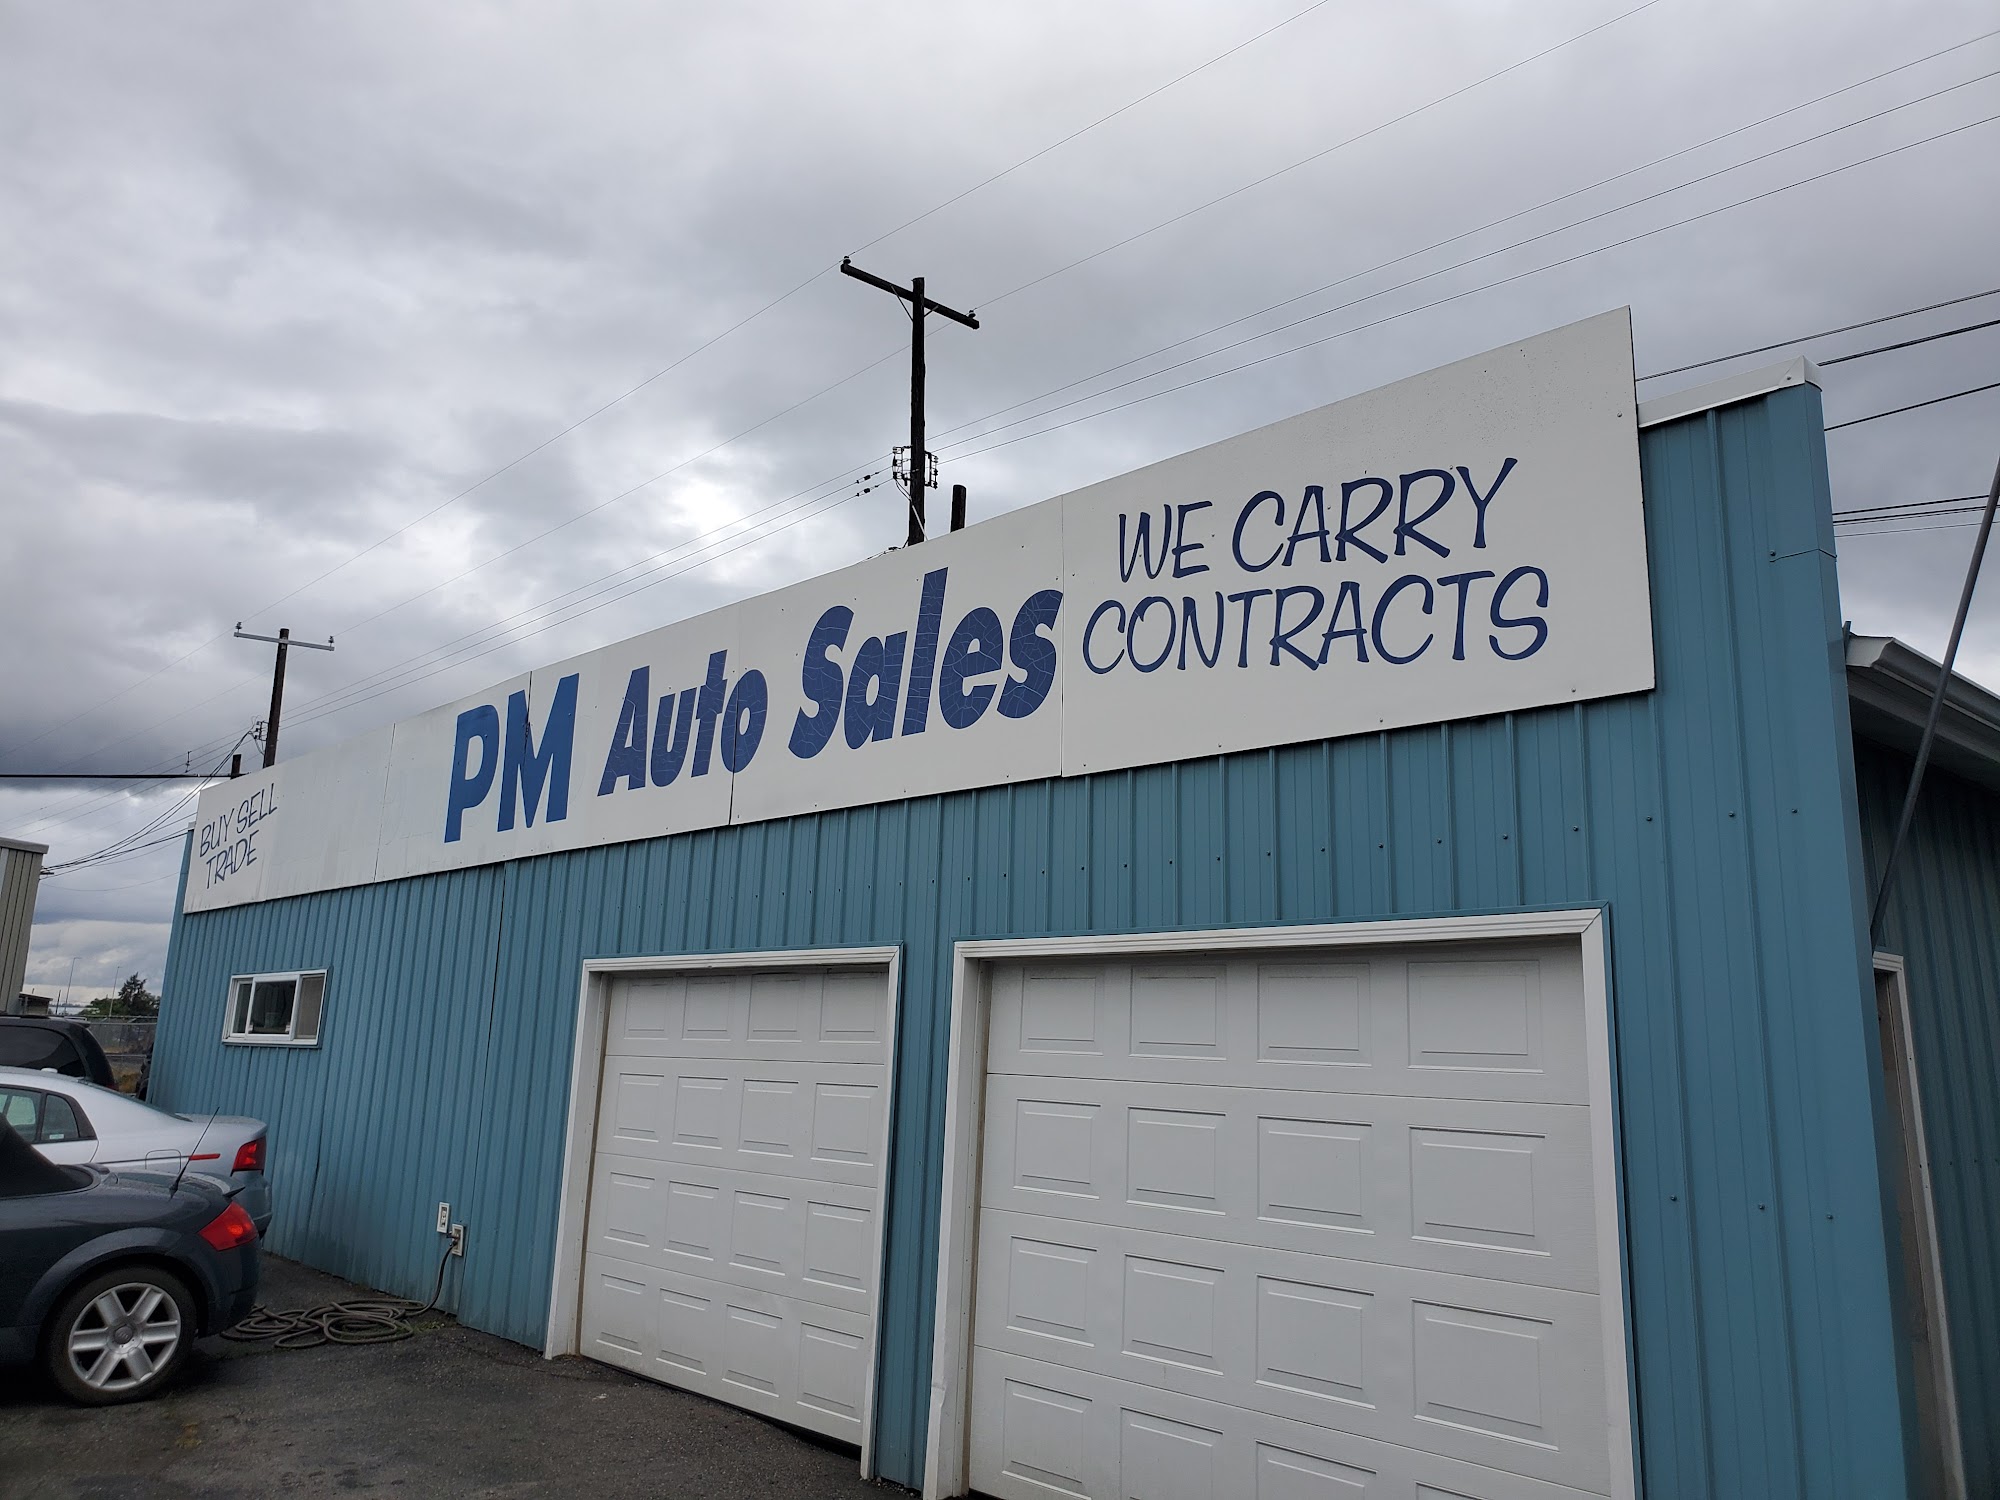 BUY SELL
TRADE
PM Auto Sales
WE CARRY
CONTRACTS